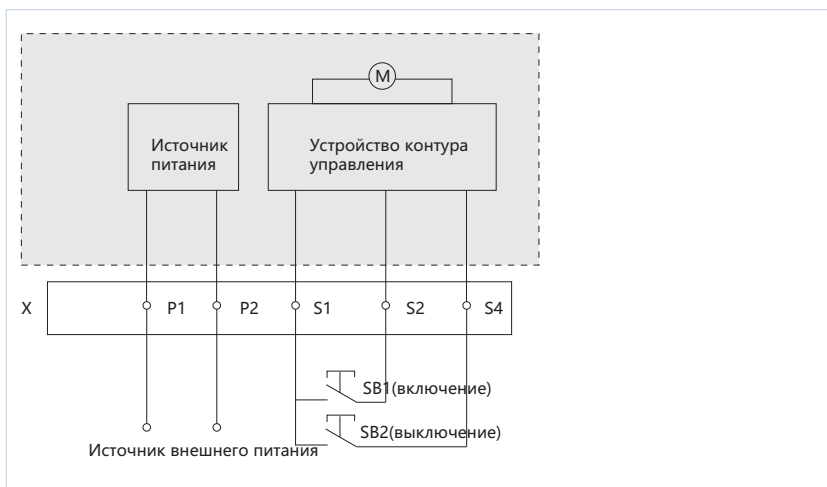 M
Источник
питания
Устройство контура
управления
X
P1
P2
S1
S2
S4
SB1(включение)
SB2(выключение)
Источник внешнего питания